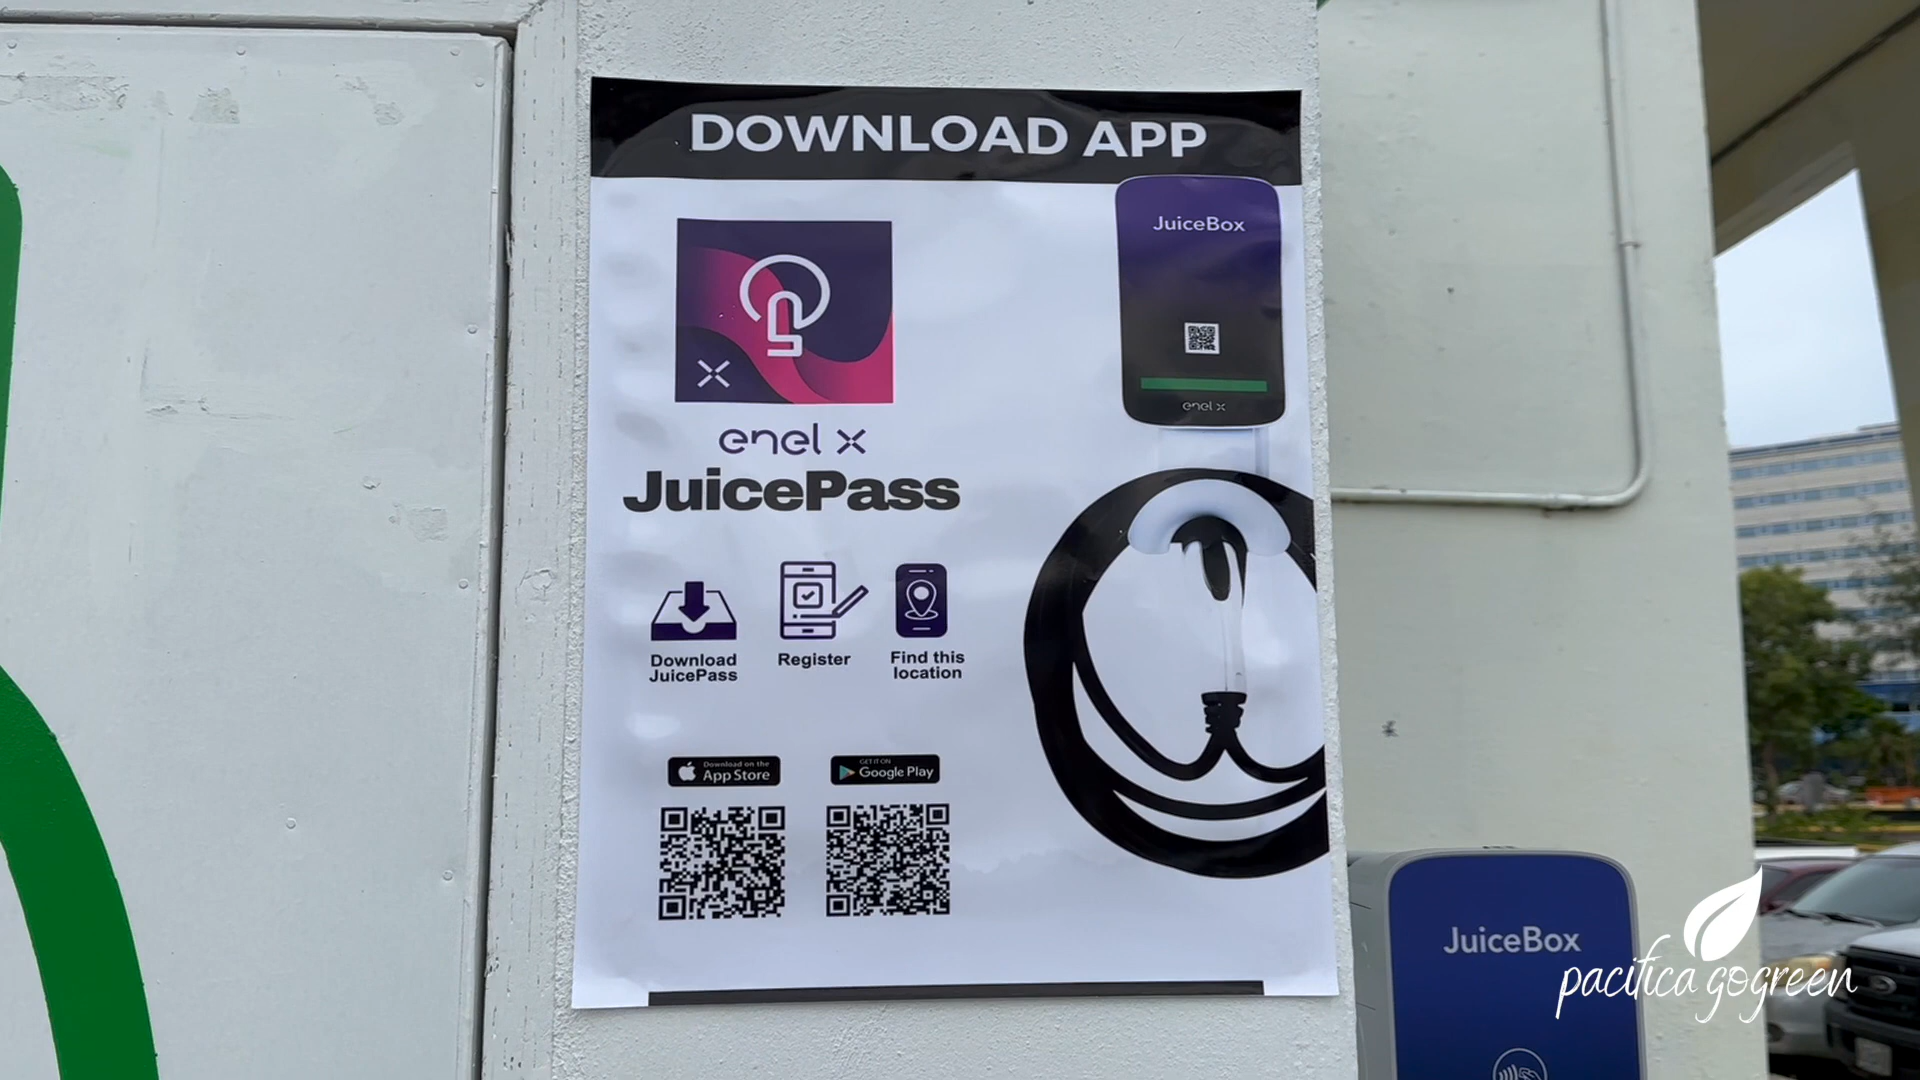 DOWNLOAD APP
JuiceBox
enel x
enel x
JuicePass
Download
JuicePass
Register
Find this
location
Download on the
App Store
GET IT ON
Google Play
JuiceBox
pacifica gogreen